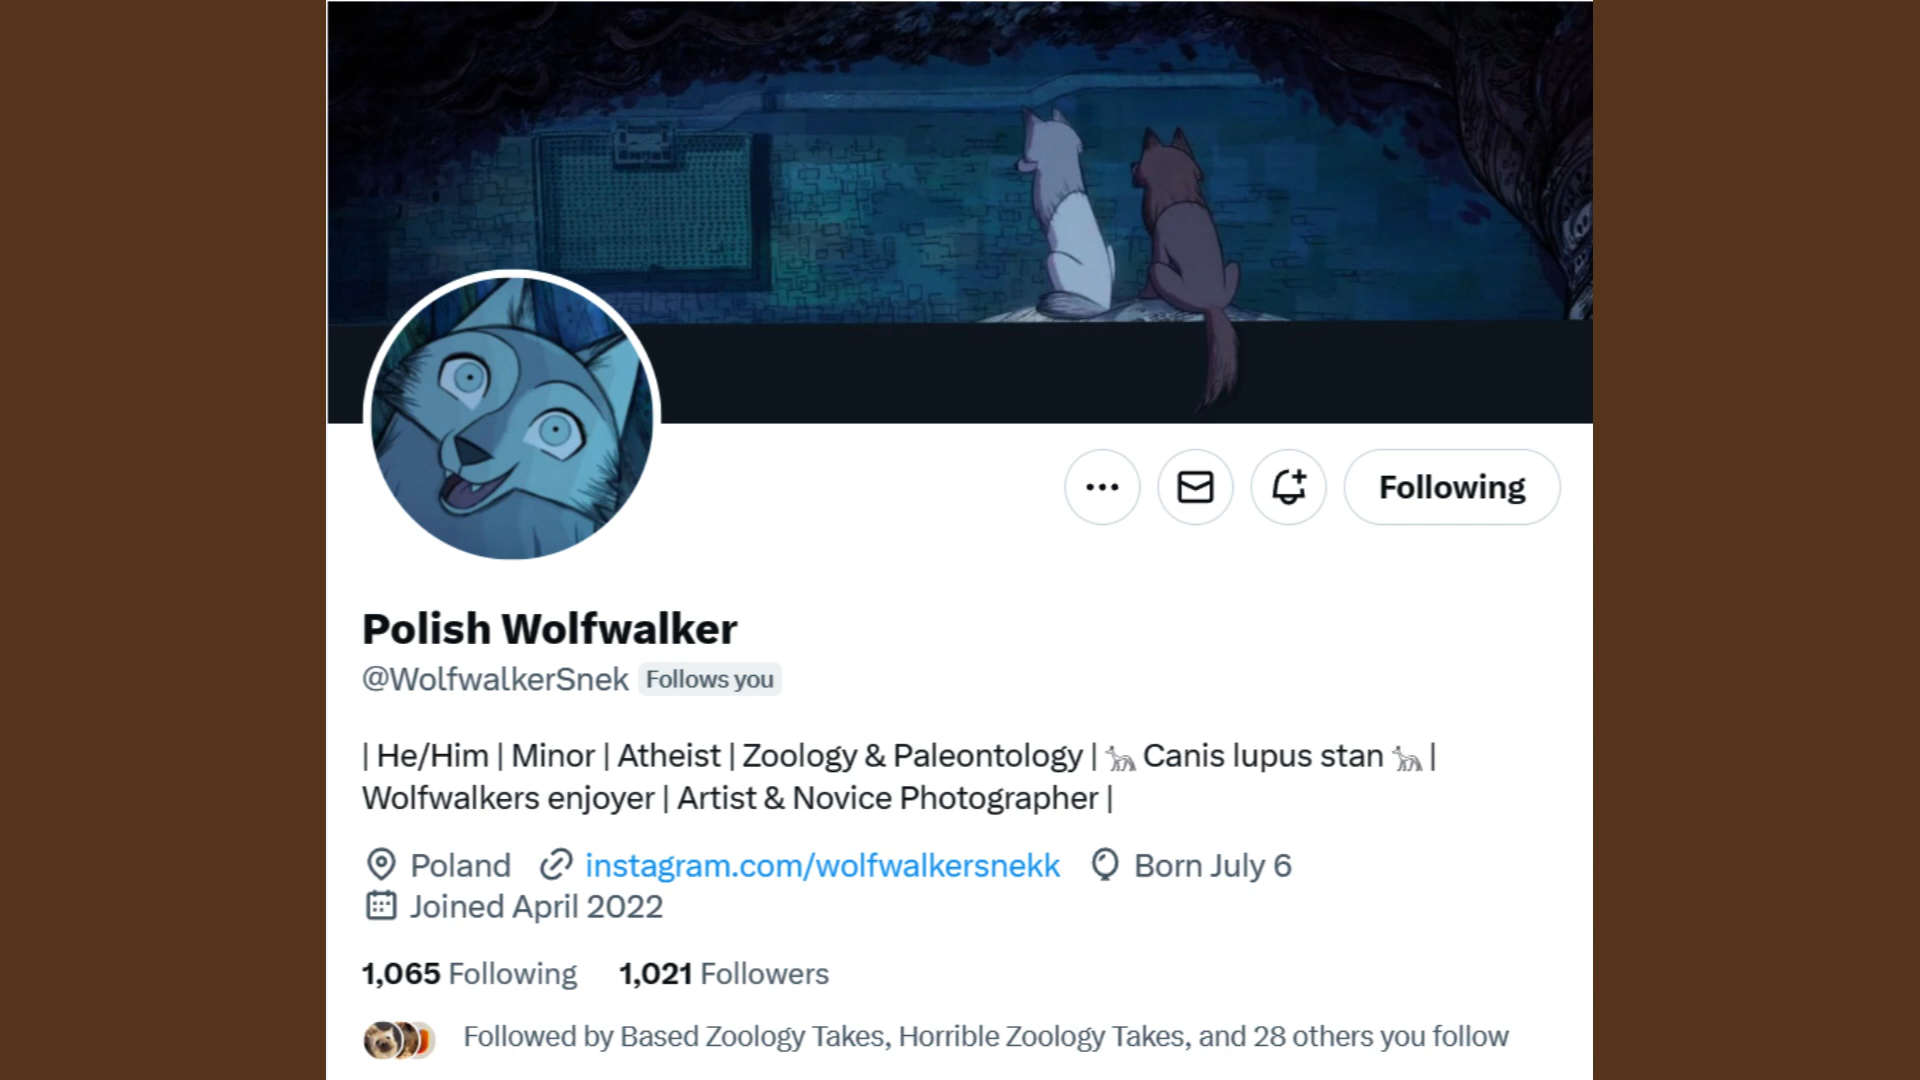 Polish Wolfwalker
@WolfwalkerSnek Follows you
| He/Him | Minor | Atheist | Zoology & Paleontology | 🐕 Canis lupus stan 🐕 |
Wolfwalkers enjoyer | Artist & Novice Photographer |
Poland instagram.com/wolfwalkersnekk Born July 6
Joined April 2022
1,065 Following 1,021 Followers
Followed by Based Zoology Takes, Horrible Zoology Takes, and 28 others you follow
Following